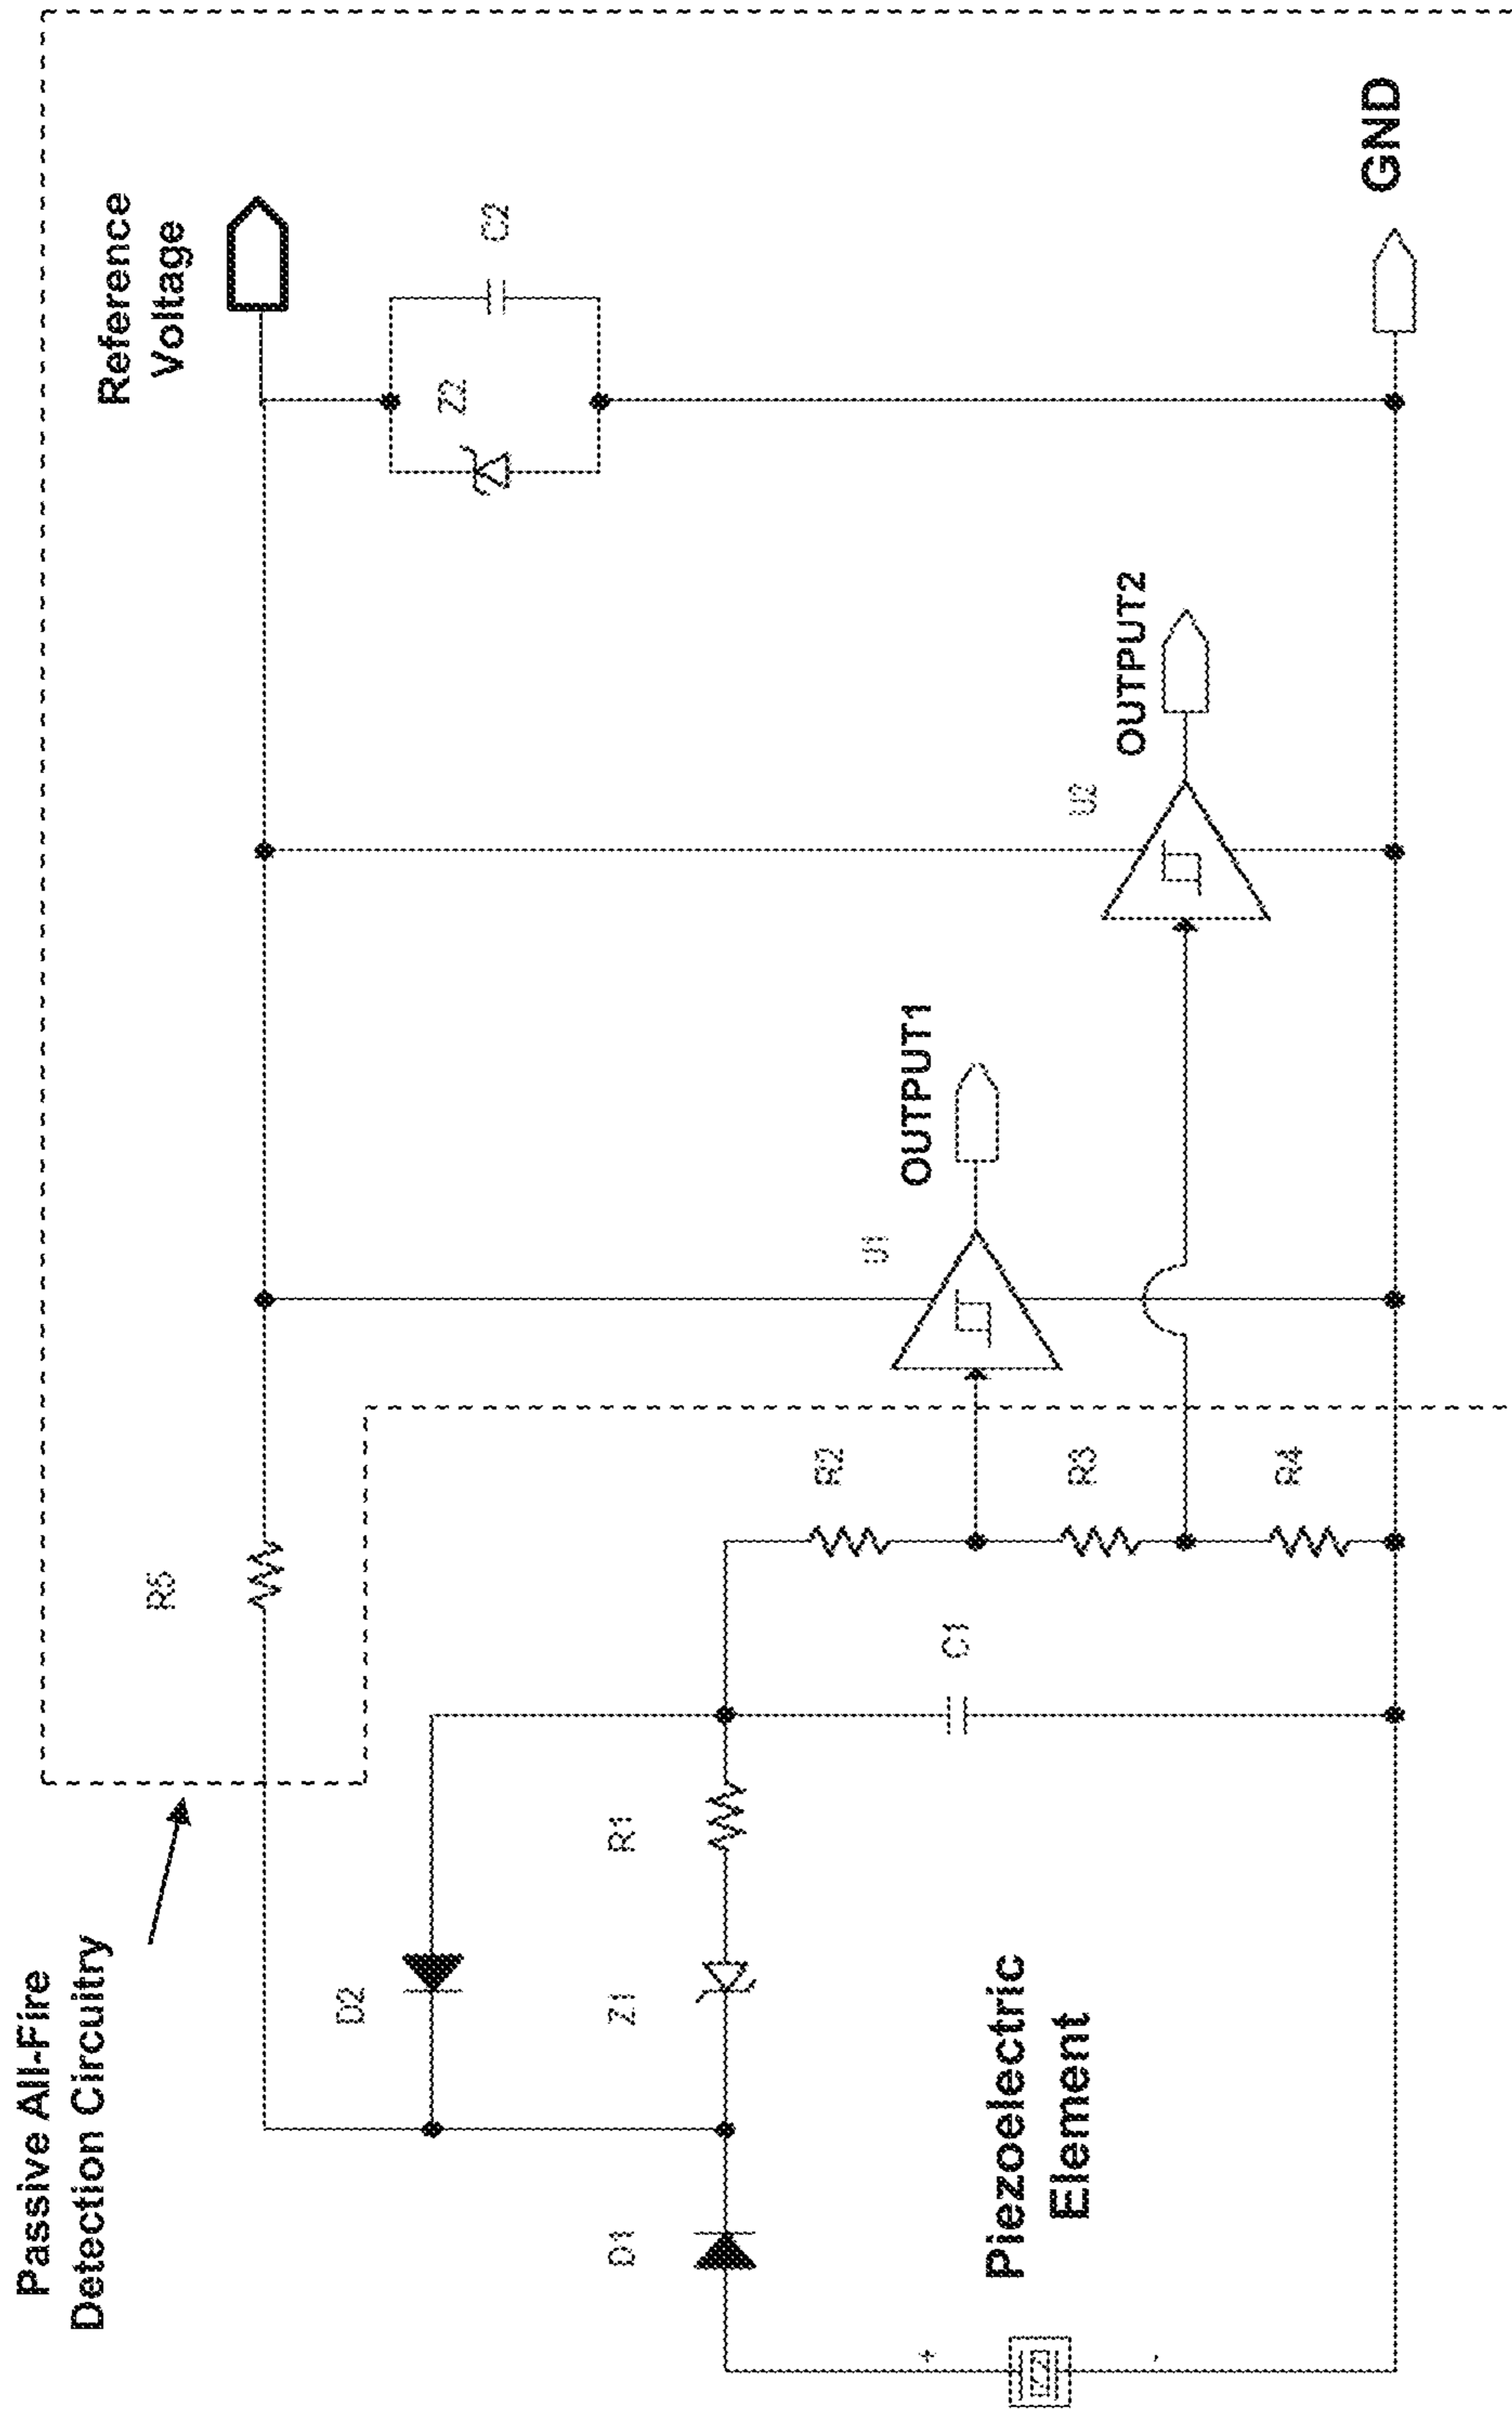 Passive All-Fire
Detection Circuitry
R5
Reference
Voltage
D2
Z2
C2
D1
Z1
R1
R2
U1
OUTPUT1
C1
R3
U2
OUTPUT2
R4
+
-
Piezoelectric
Element
GND